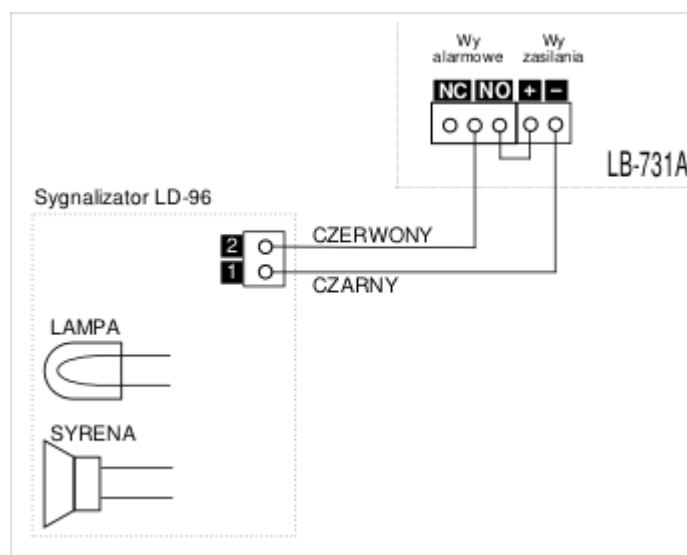 Wy
alarmowe
Wy
zasilania
NC NO + −
LB-731A
Sygnalizator LD-96
2
CZERWONY
1
CZARNY
LAMPA
SYRENA